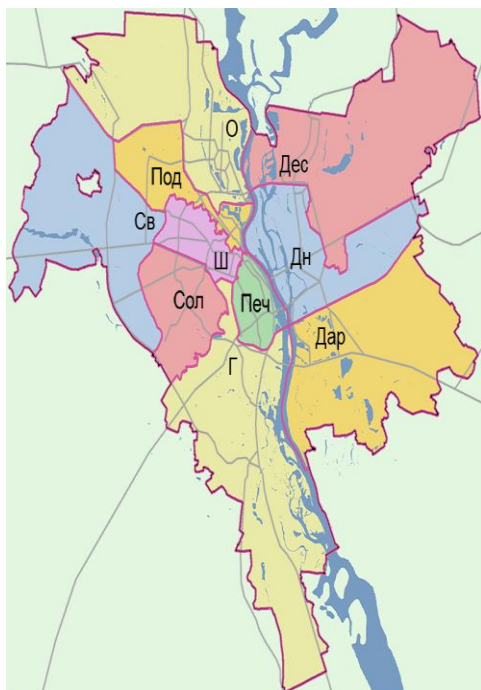 О
Дес
Под
Св
Ш
Дн
Сол
Печ
Дар
Г